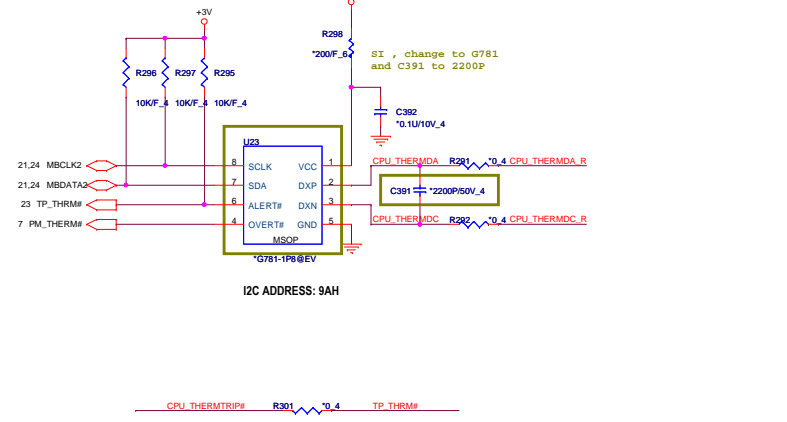 +3V
R298
*200/F_6
SI , change to G781
and C391 to 2200P
R296 R297 R295
10K/F_4 10K/F_4 10K/F_4
C392
*0.1U/10V_4
U23
21,24 MBCLK2 8 SCLK VCC 1 CPU_THERMDA R291 *0_4 CPU_THERMDA_R
21,24 MBDATA2 7 SDA DXP 2
C391 *2200P/50V_4
23 TP_THRM# 6 ALERT# DXN 3
7 PM_THERM# 4 OVERT# GND 5 CPU_THERMDC R292 *0_4 CPU_THERMDC_R
MSOP
*G781-1P8@EV
I2C ADDRESS: 9AH
CPU_THERMTRIP# R301 *0_4 TP_THRM#